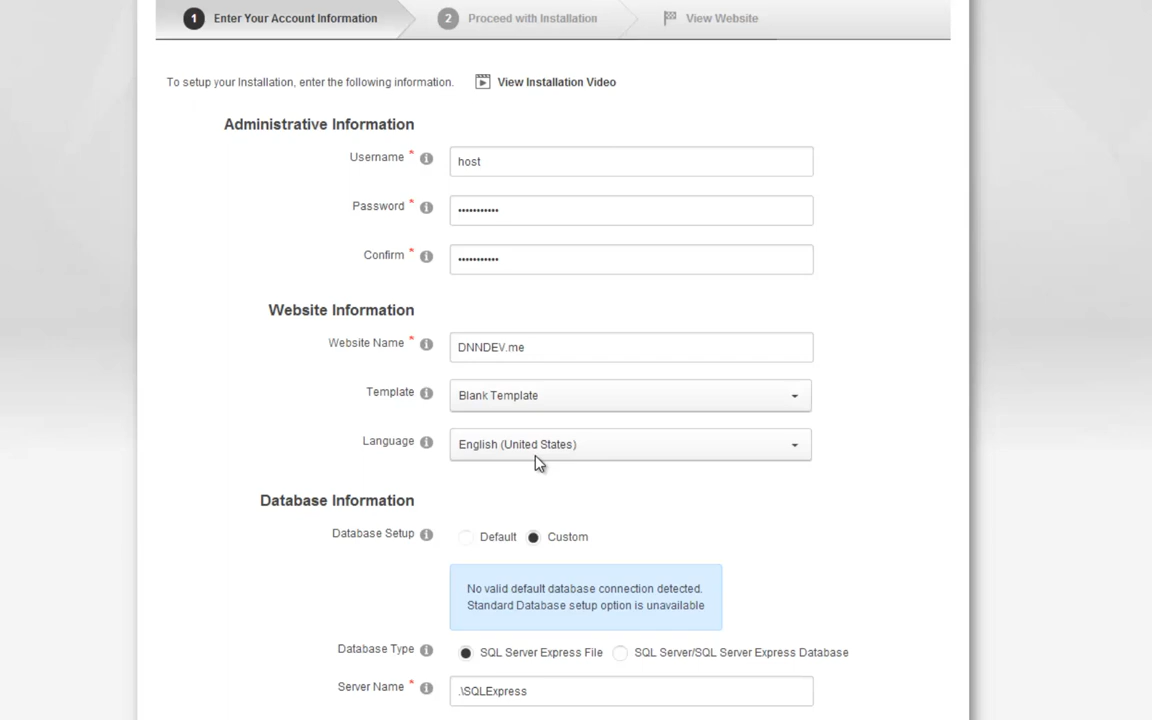 1 Enter Your Account Information 2 Proceed with Installation View Website
To setup your Installation, enter the following information. View Installation Video
Administrative Information
Username * host
Password * •••••••••••
Confirm * •••••••••••
Website Information
Website Name * DNNDEV.me
Template Blank Template
Language English (United States)
Database Information
Database Setup Default Custom
No valid default database connection detected.
Standard Database setup option is unavailable
Database Type SQL Server Express File SQL Server/SQL Server Express Database
Server Name * .\SQLExpress